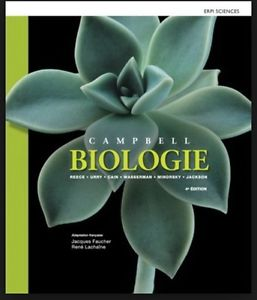 ERPI SCIENCES
CAMPBELL
BIOLOGIE
REECE • URRY • CAIN • WASSERMAN • MINORSKY • JACKSON
4e ÉDITION
Adaptation française
Jacques Faucher
René Lachaîne